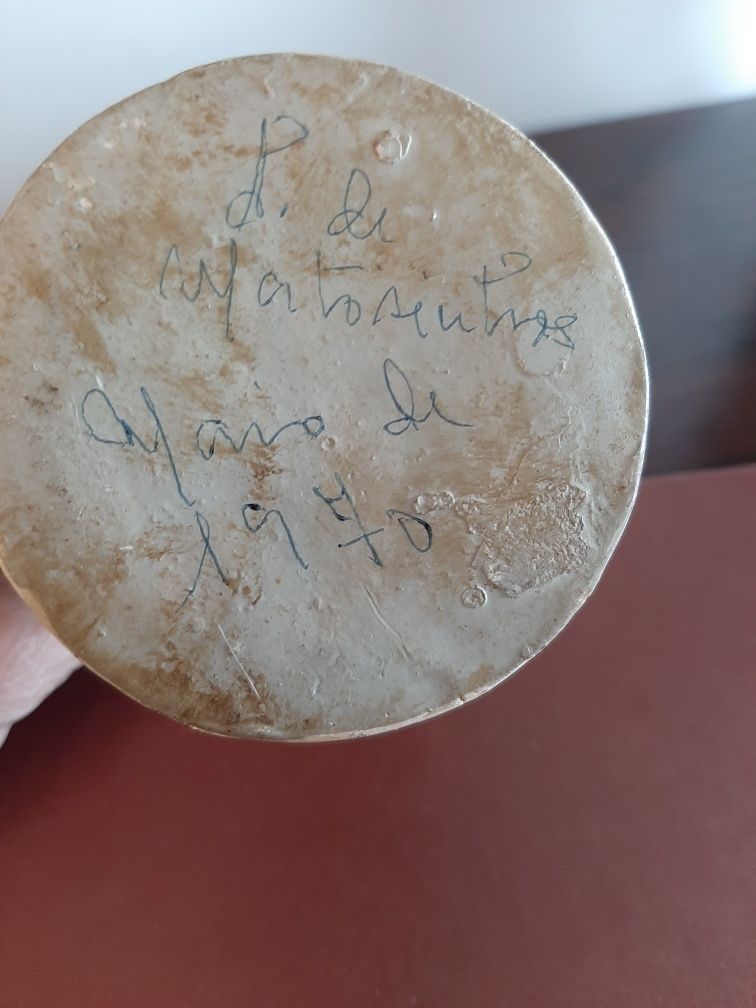 S. de
Matosinhos
Maio de
1970